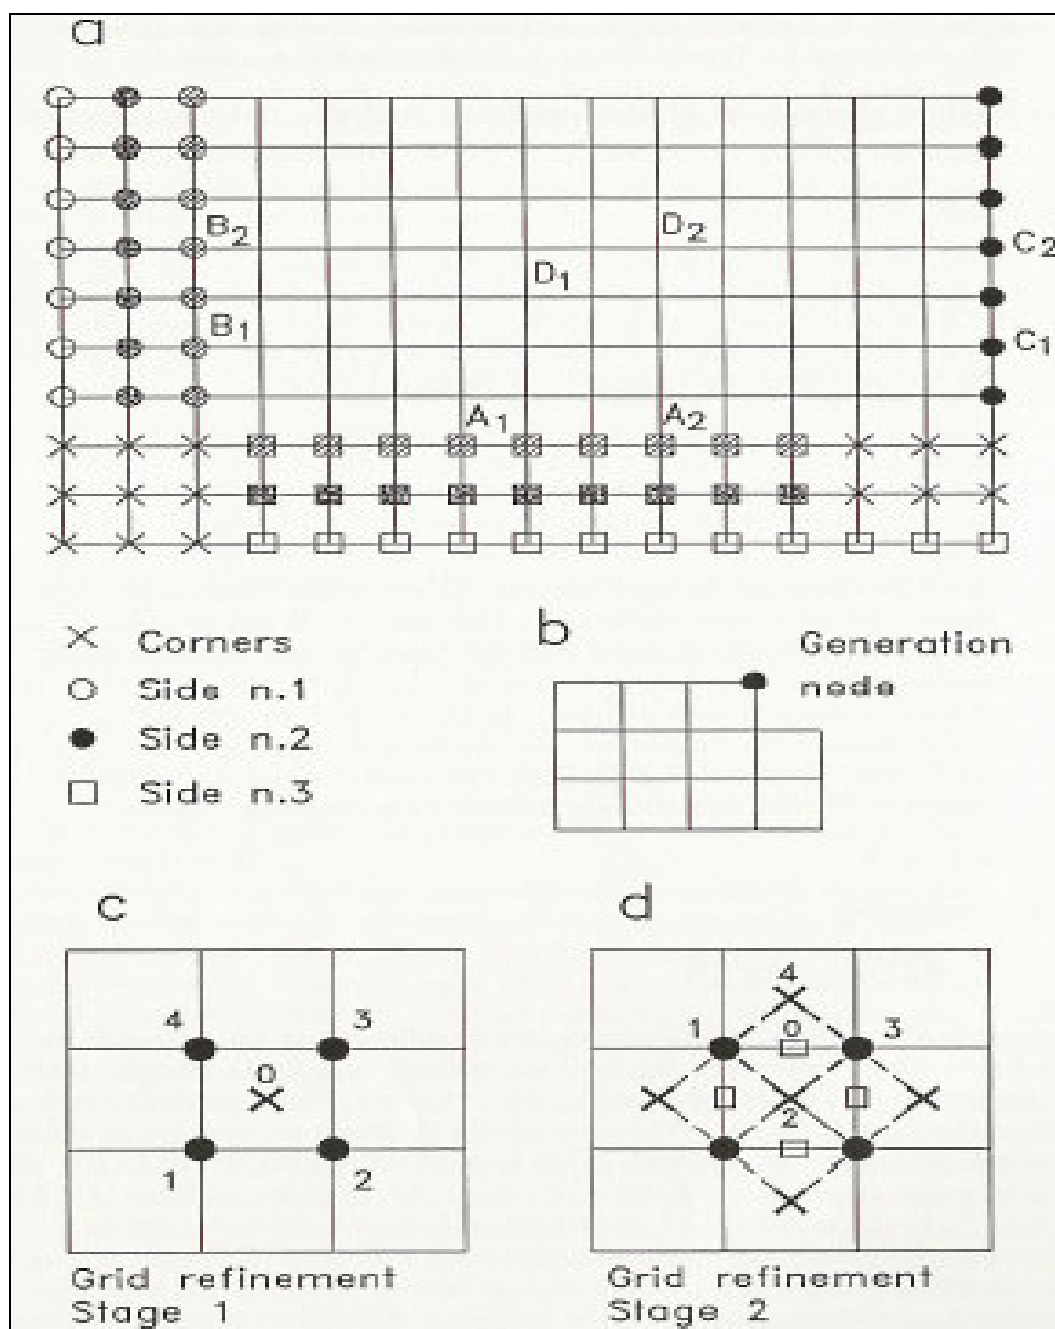 a
B2
D2
C2
D1
B1
C1
A1
A2
Corners
Side n.1
Side n.2
Side n.3
b
Generation
node
c
4
3
0
1
2
Grid refinement
Stage 1
d
4
1
0
3
2
Grid refinement
Stage 2